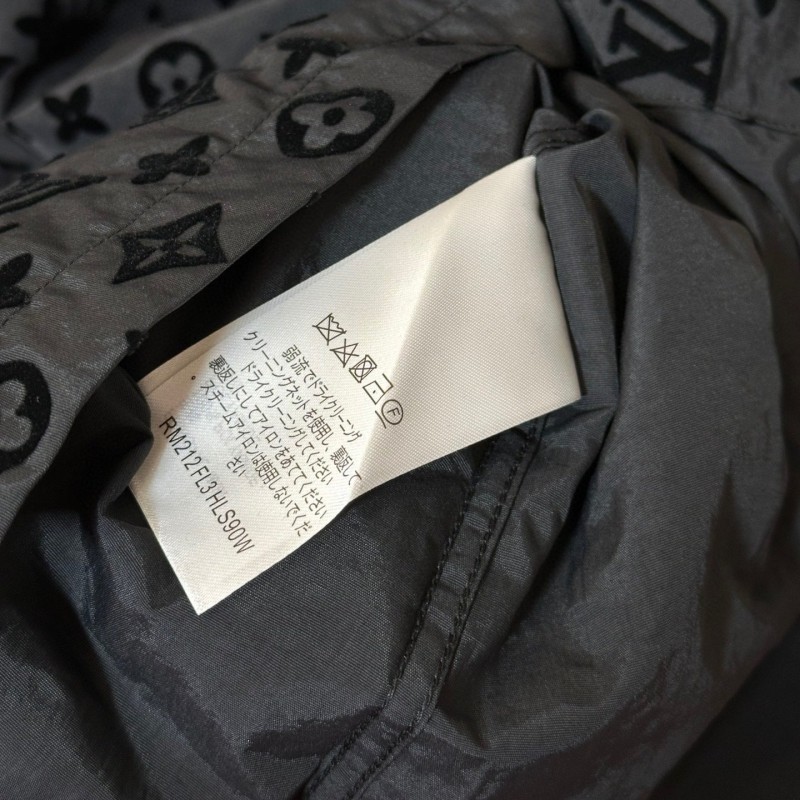 弱流でドライクリーニング
クリーニングネットを使用し 裏返して
ドライクリーニングしてください
裏返しにしてアイロンをあててください
・スチームアイロンは使用しないでくだ
さい
RM212 FL3 HLS90W
F
LV